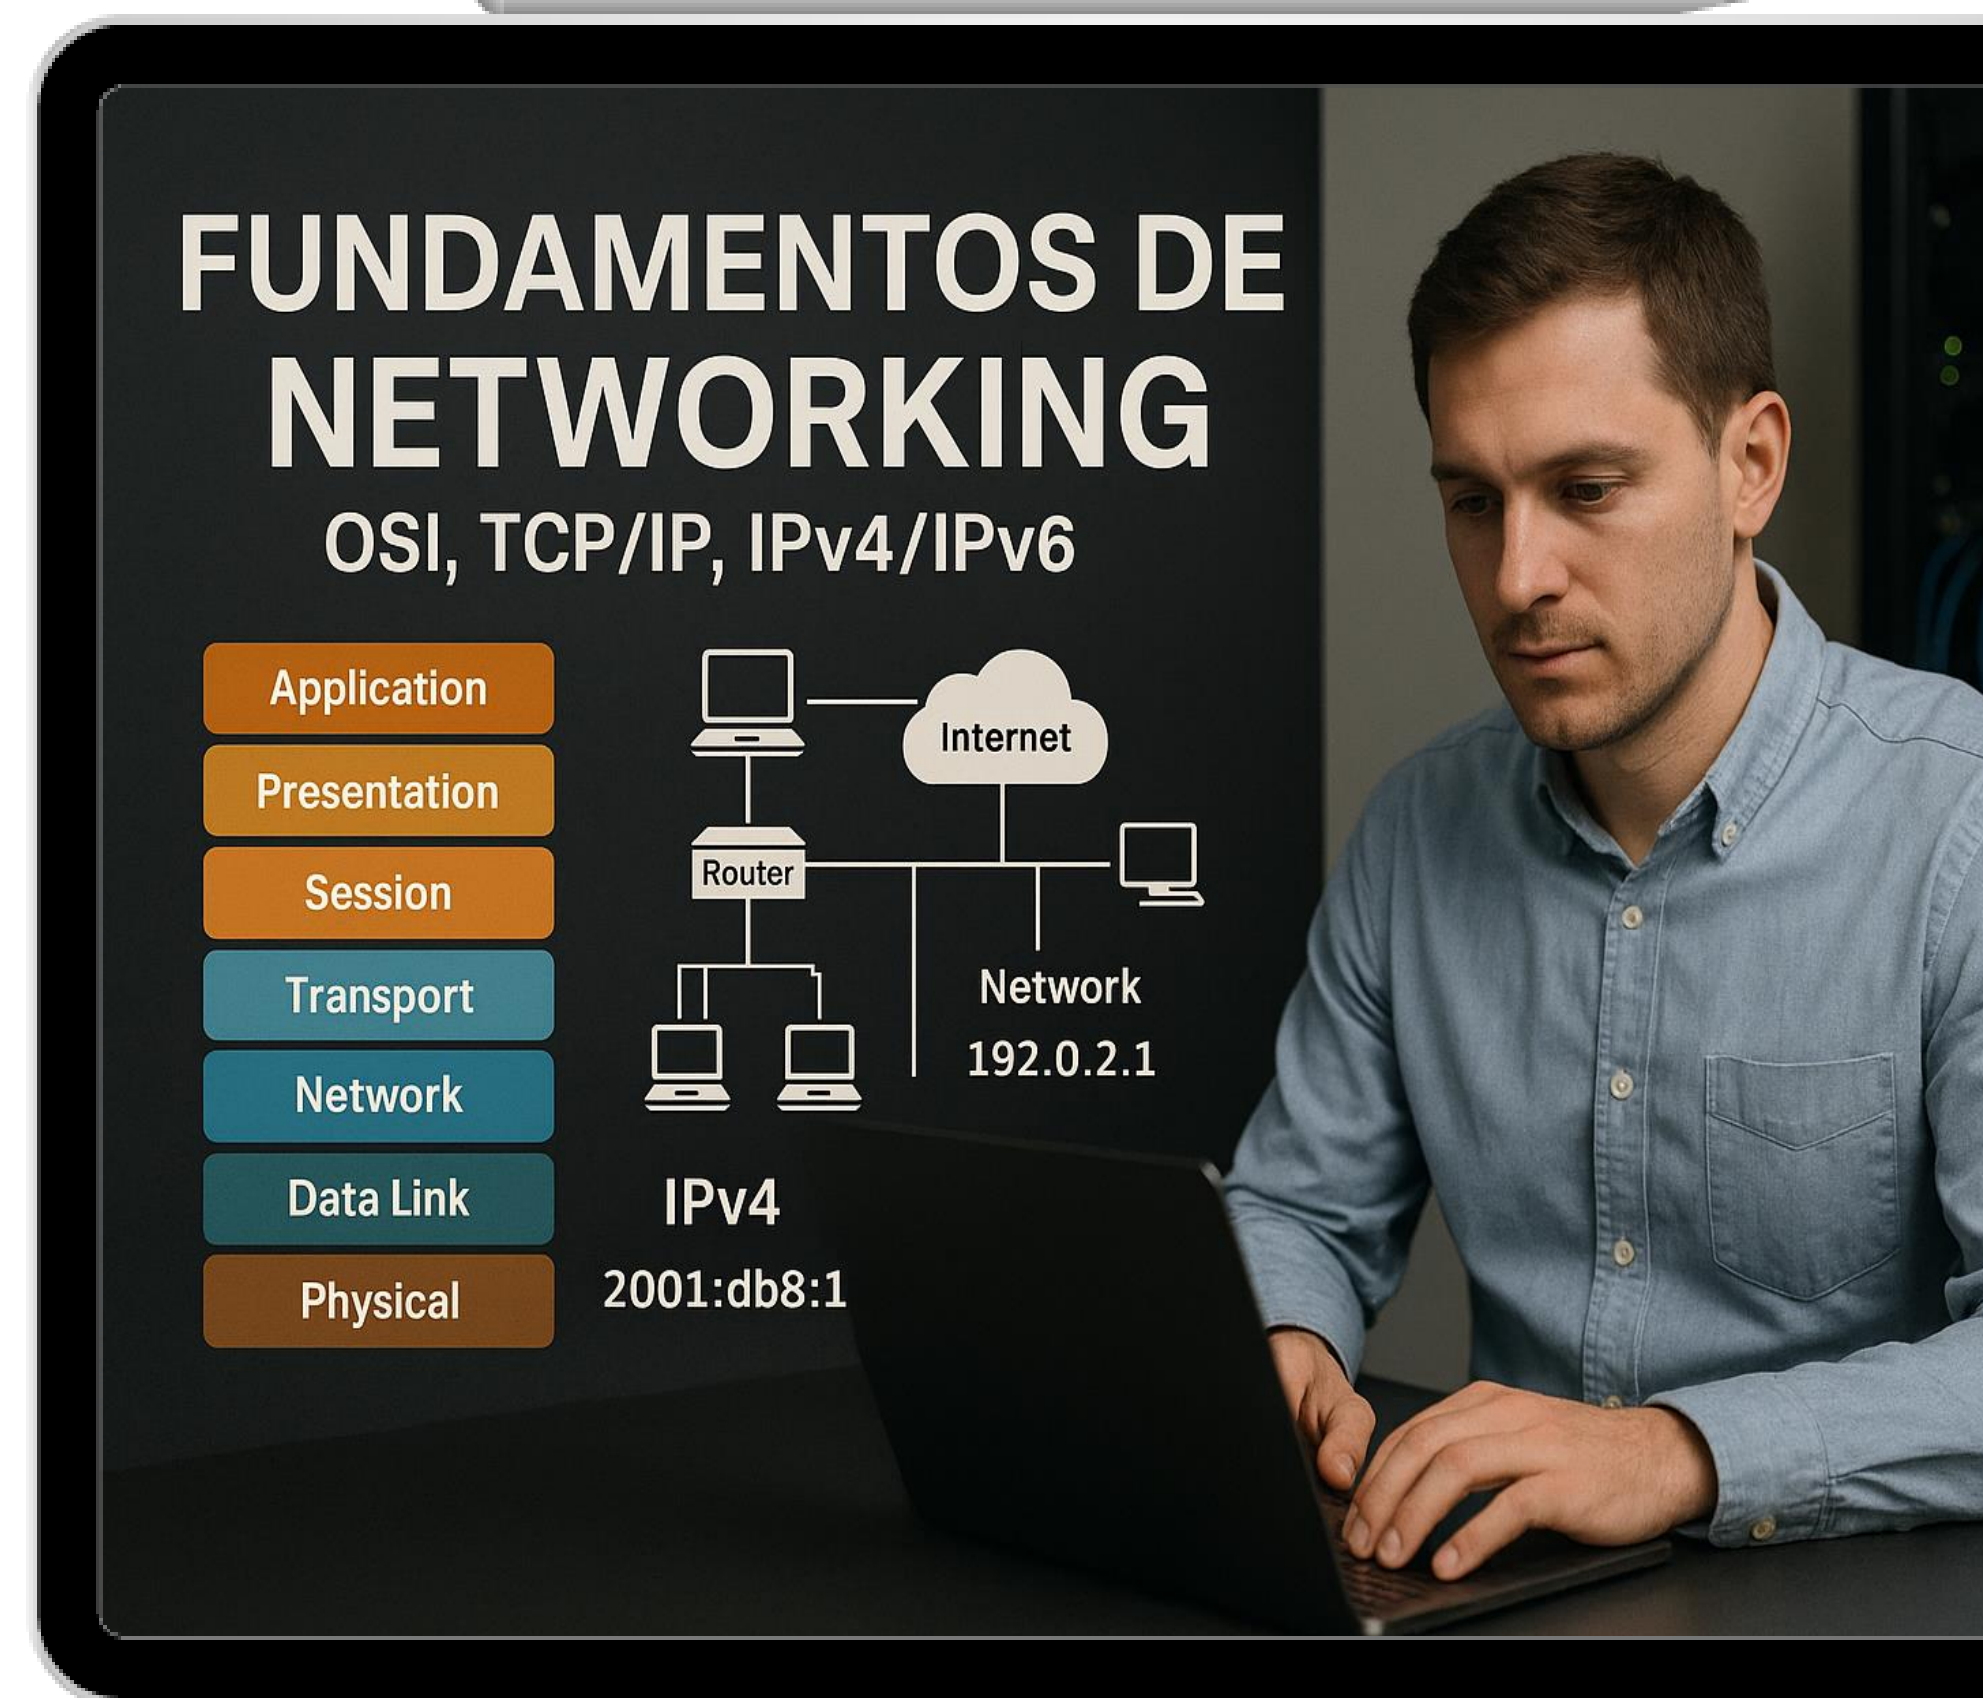 FUNDAMENTOS DE
NETWORKING
OSI, TCP/IP, IPv4/IPv6
Application
Presentation
Session
Transport
Network
Data Link
Physical
Internet
Router
Network
192.0.2.1
IPv4
2001:db8:1